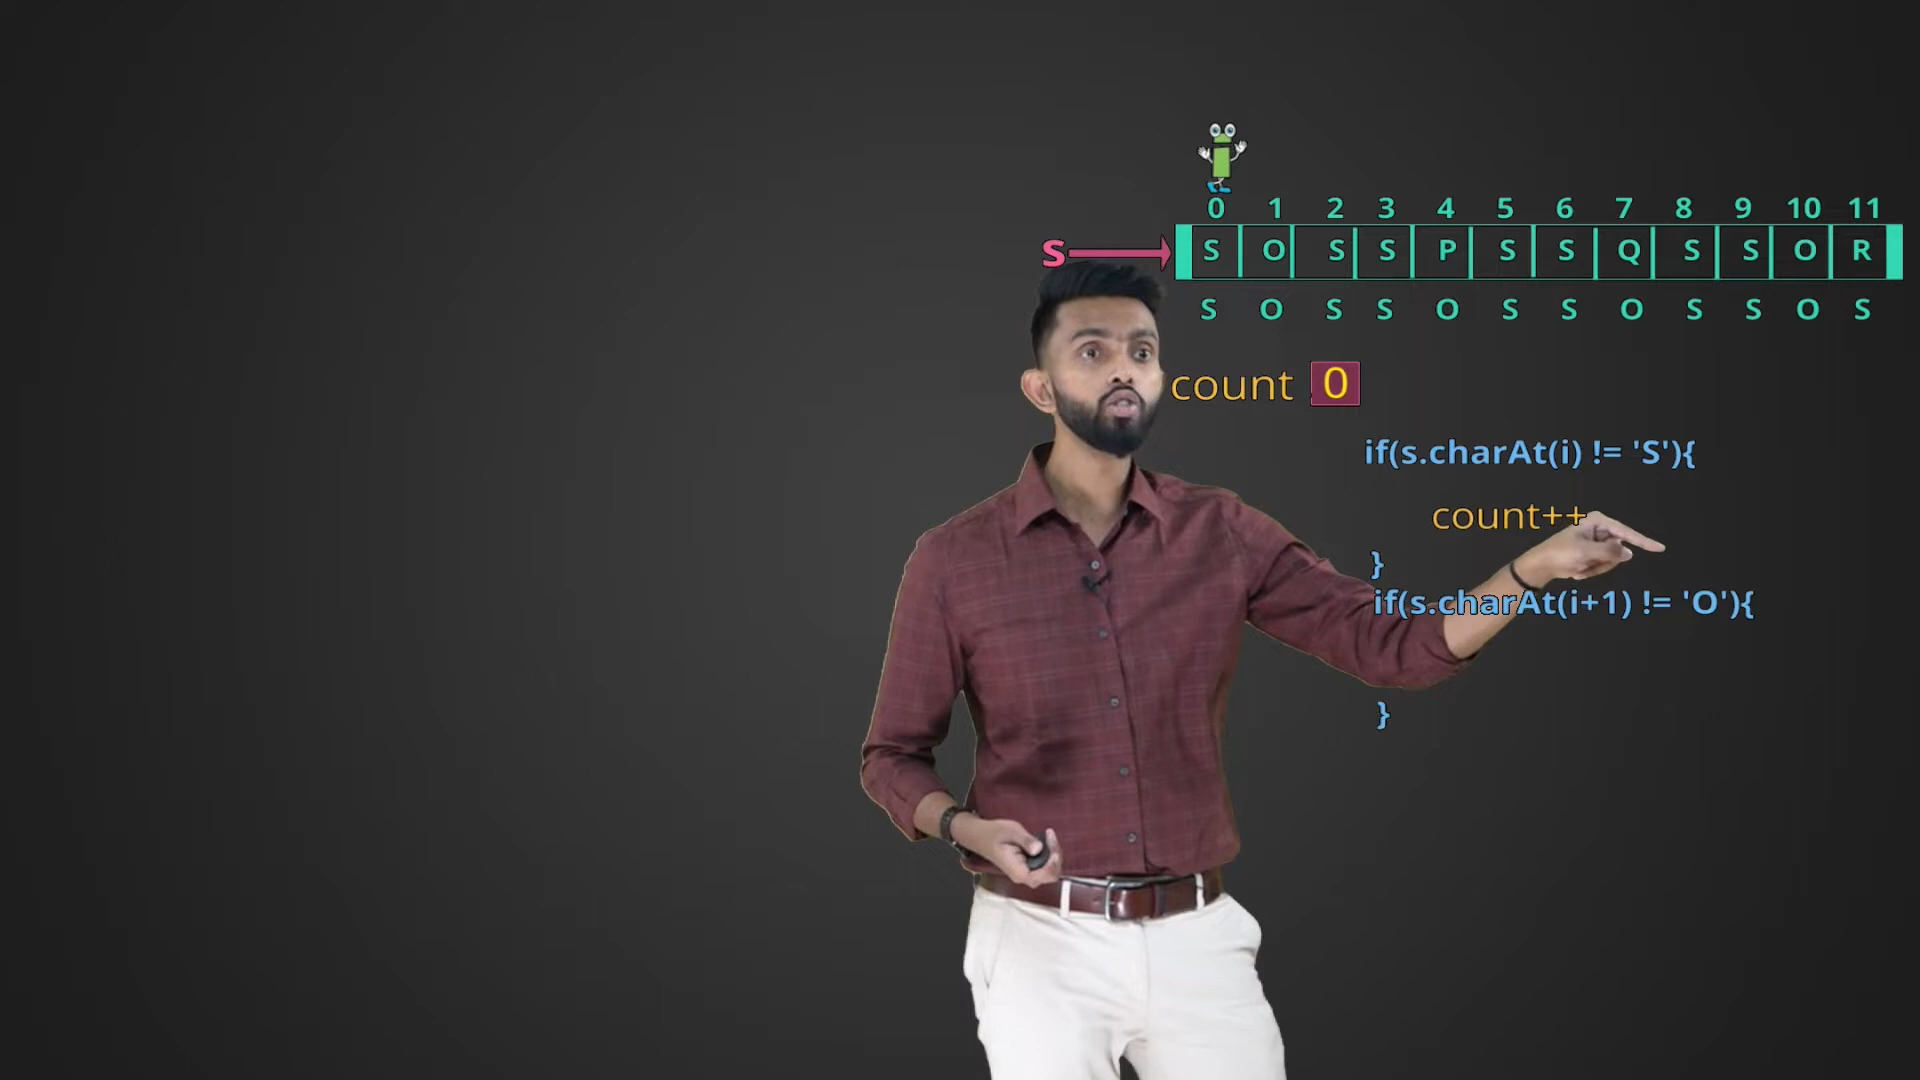 0 1 2 3 4 5 6 7 8 9 10 11
S S O S S P S S Q S S O R
S O S S O S S O S S O S
count 0
if(s.charAt(i) != 'S'){
count++
}
if(s.charAt(i+1) != 'O'){
}